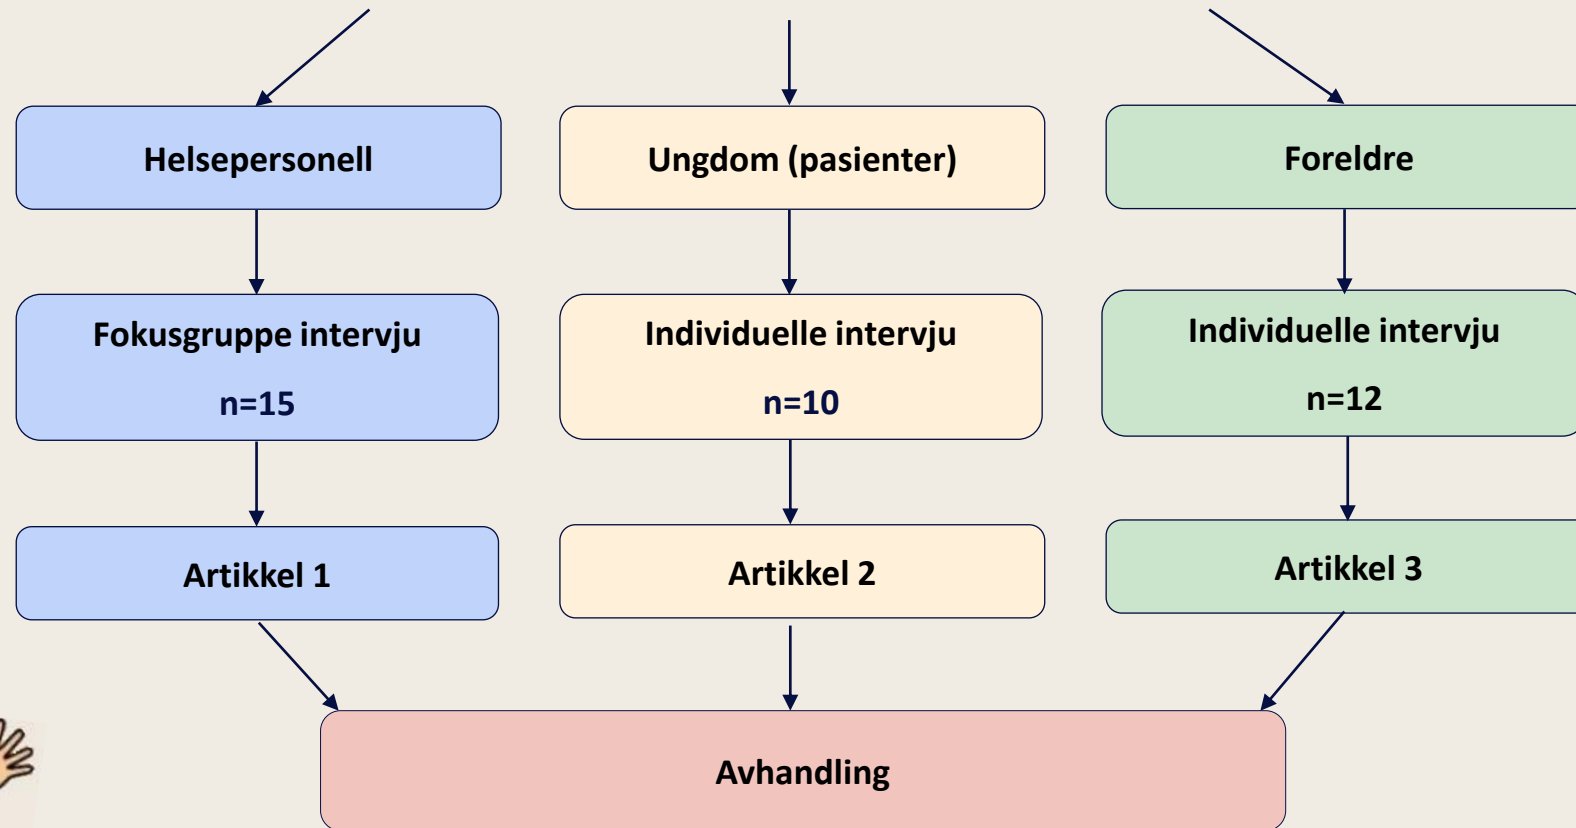 Helsepersonell
Ungdom (pasienter)
Foreldre
Fokusgruppe intervju
n=15
Individuelle intervju
n=10
Individuelle intervju
n=12
Artikkel 1
Artikkel 2
Artikkel 3
Avhandling